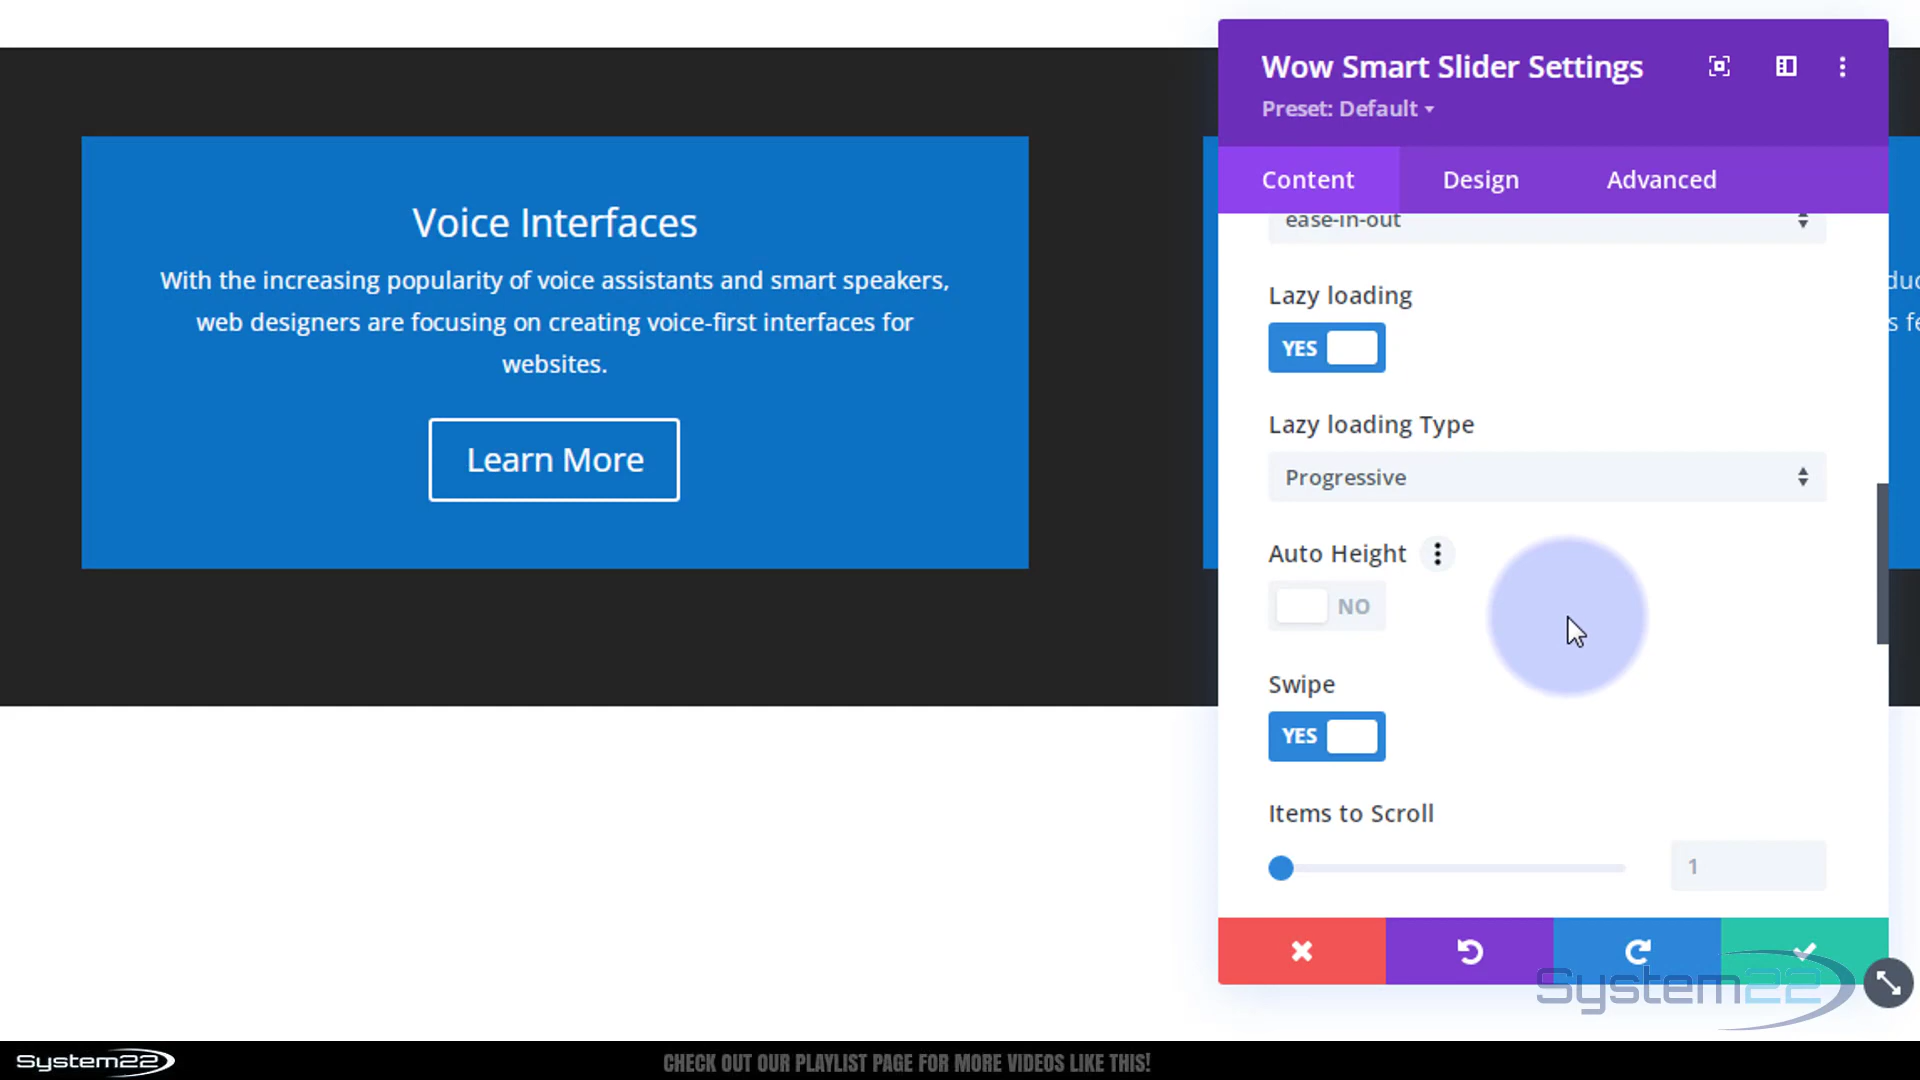 Voice Interfaces
With the increasing popularity of voice assistants and smart speakers,
web designers are focusing on creating voice-first interfaces for
websites.
Learn More
Wow Smart Slider Settings
Preset: Default
Content
Design
Advanced
ease-in-out
Lazy loading
YES
Lazy loading Type
Progressive
Auto Height
NO
Swipe
YES
Items to Scroll
1
System22
System22
CHECK OUT OUR PLAYLIST PAGE FOR MORE VIDEOS LIKE THIS!